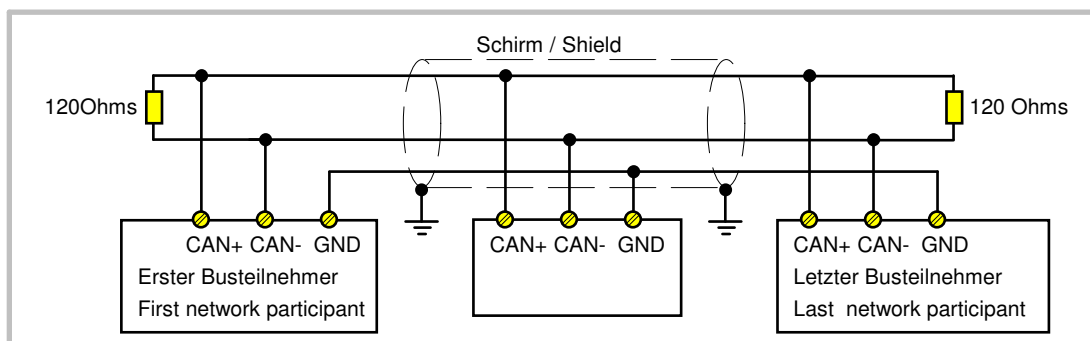 Schirm / Shield
120Ohms
120 Ohms
CAN+ CAN- GND
CAN+ CAN- GND
CAN+ CAN- GND
Erster Busteilnehmer
First network participant
Letzter Busteilnehmer
Last network participant